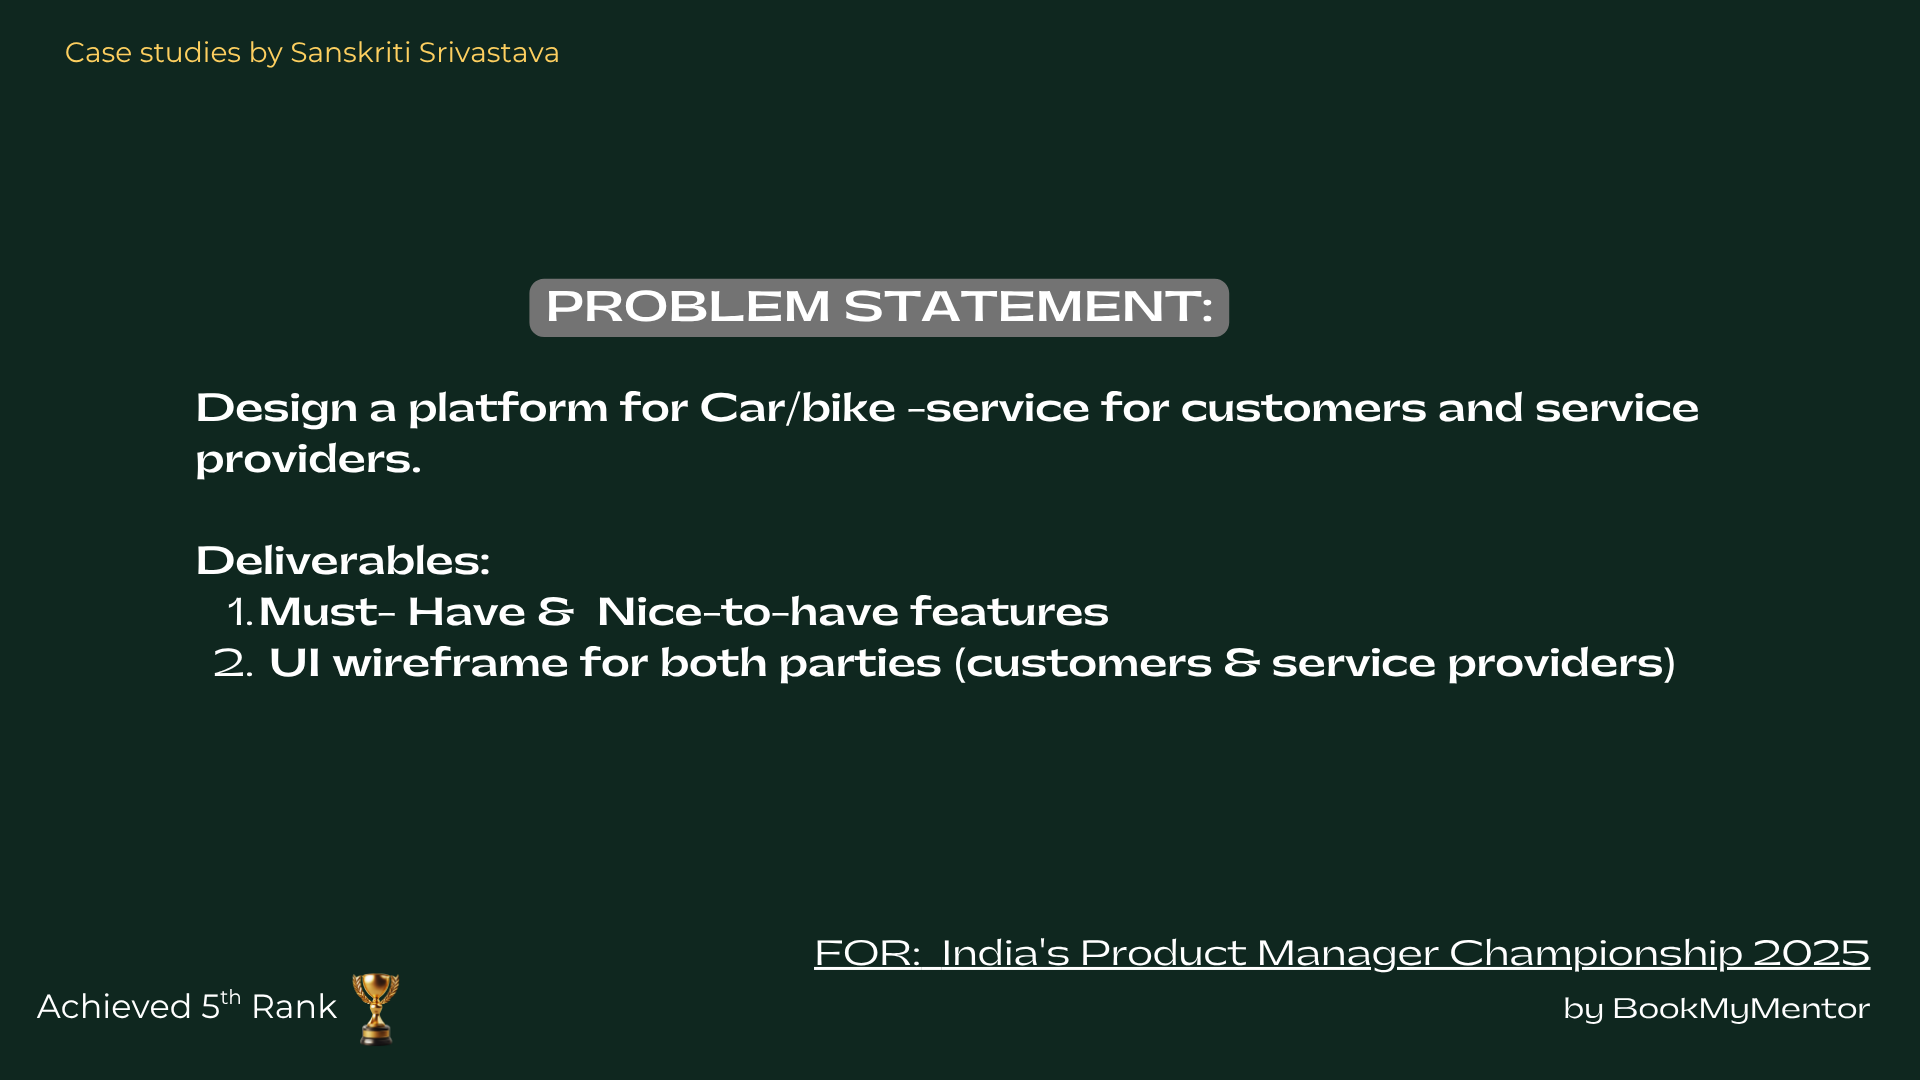 Case studies by Sanskriti Srivastava
PROBLEM STATEMENT:
Design a platform for Car/bike -service for customers and service
providers.
Deliverables:
1. Must- Have & Nice-to-have features
2. UI wireframe for both parties (customers & service providers)
FOR: India's Product Manager Championship 2025
by BookMyMentor
Achieved 5th Rank